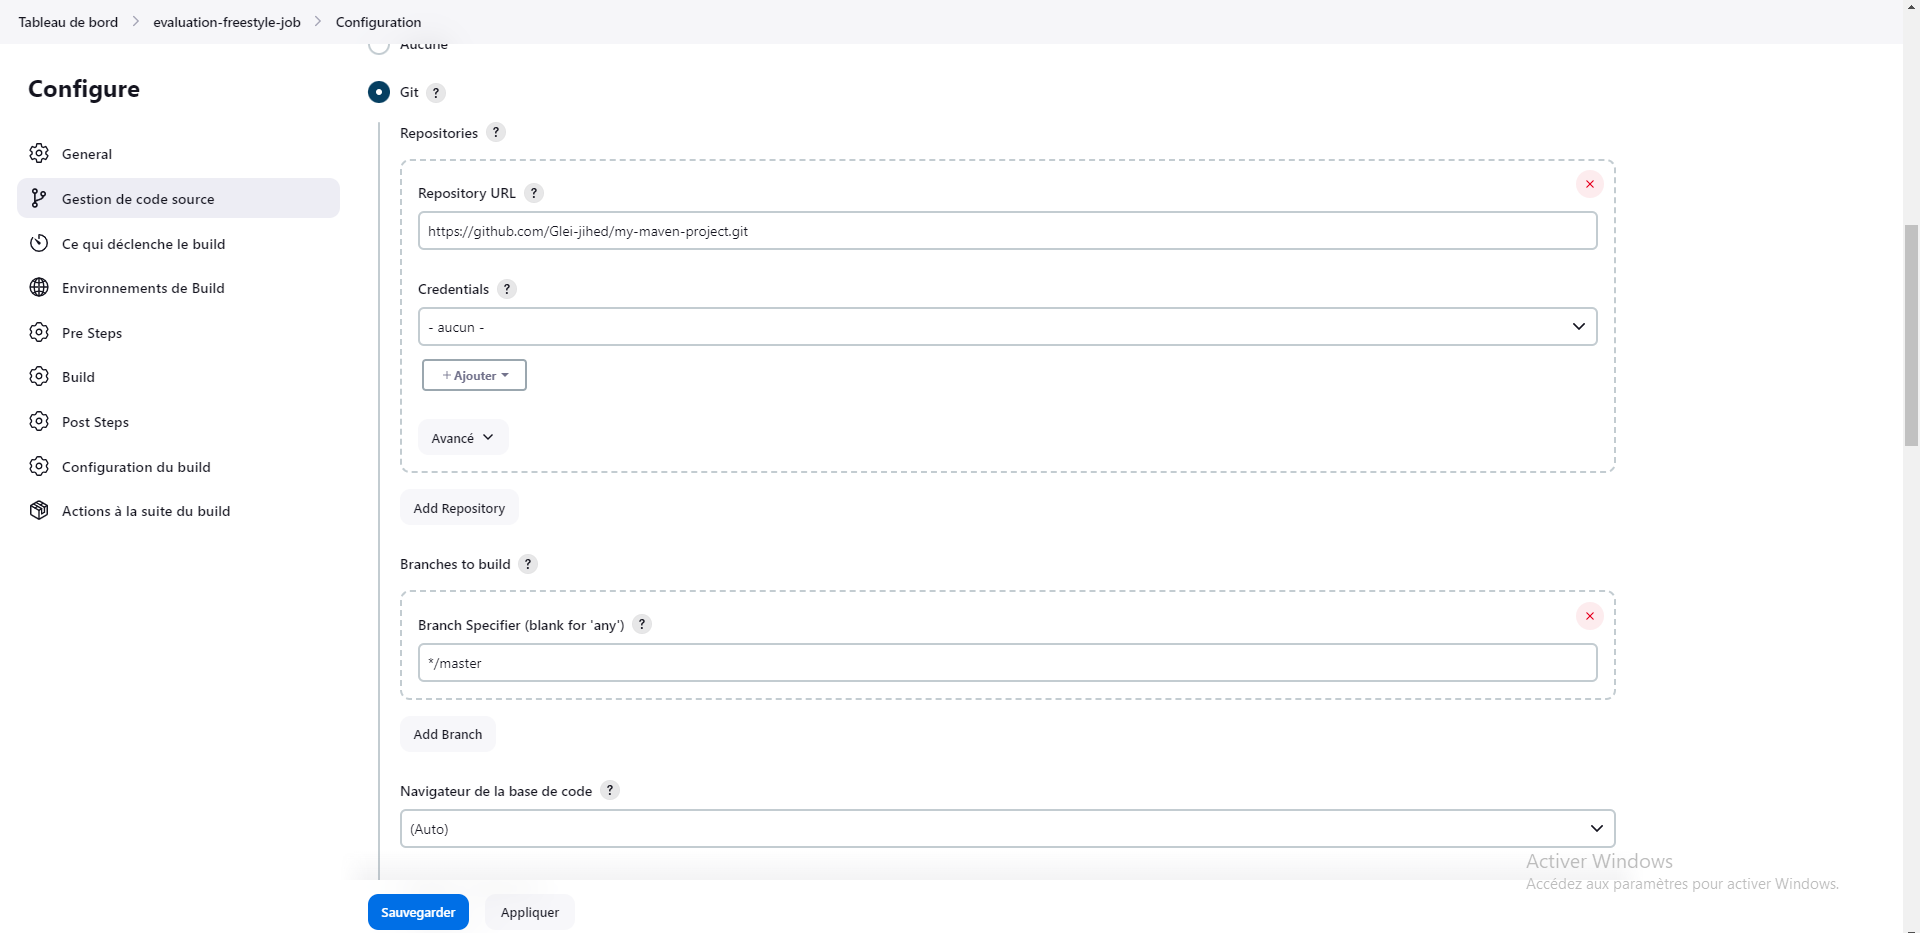 Tableau de bord > evaluation-freestyle-job > Configuration
Configure
General
Gestion de code source
Ce qui déclenche le build
Environnements de Build
Pre Steps
Build
Post Steps
Configuration du build
Actions à la suite du build
Aucune
Git ?
Repositories ?
Repository URL ?
https://github.com/Glei-jihed/my-maven-project.git
Credentials ?
- aucun -
+ Ajouter
Avancé
Add Repository
Branches to build ?
Branch Specifier (blank for 'any') ?
*/master
Add Branch
Navigateur de la base de code ?
(Auto)
Sauvegarder Appliquer
Activer Windows
Accédez aux paramètres pour activer Windows.